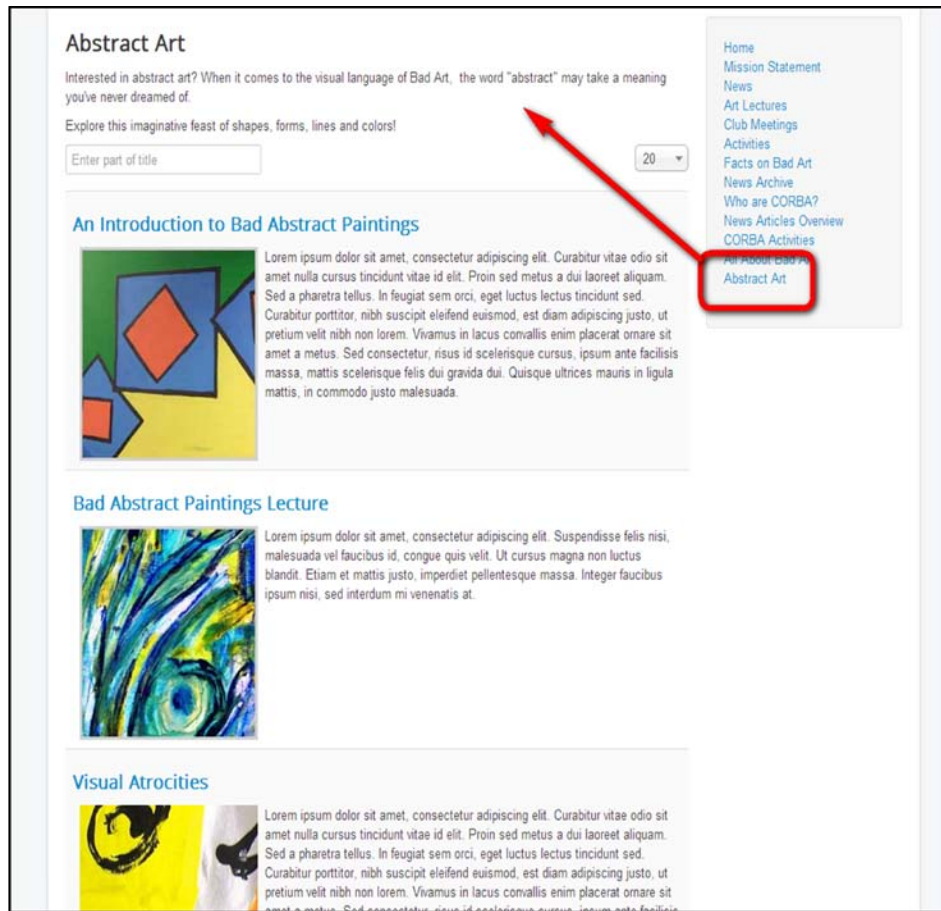 Abstract Art
Interested in abstract art? When it comes to the visual language of Bad Art, the word "abstract" may take a meaning
you've never dreamed of.
Explore this imaginative feast of shapes, forms, lines and colors!
Enter part of title
20
An Introduction to Bad Abstract Paintings
Lorem ipsum dolor sit amet, consectetur adipiscing elit. Curabitur vitae odio sit
amet nulla cursus tincidunt vitae id elit. Proin sed metus a dui laoreet aliquam.
Sed a pharetra tellus. In feugiat sem orci, eget luctus lectus tincidunt sed.
Curabitur porttitor, nibh suscipit eleifend euismod, est diam adipiscing justo, ut
pretium velit nibh non lorem. Vivamus in lacus convallis enim placerat ornare sit
amet a metus. Sed consectetur, risus id scelerisque cursus, ipsum ante facilisis
massa, mattis scelerisque felis dui gravida dui. Quisque ultrices mauris in ligula
mattis, in commodo justo malesuada.
Bad Abstract Paintings Lecture
Lorem ipsum dolor sit amet, consectetur adipiscing elit. Suspendisse felis nisi,
malesuada vel faucibus id, congue quis velit. Ut cursus magna non luctus
blandit. Etiam et mattis justo, imperdiet pellentesque massa. Integer faucibus
ipsum nisi, sed interdum mi venenatis at.
Visual Atrocities
Lorem ipsum dolor sit amet, consectetur adipiscing elit. Curabitur vitae odio sit
amet nulla cursus tincidunt vitae id elit. Proin sed metus a dui laoreet aliquam.
Sed a pharetra tellus. In feugiat sem orci, eget luctus lectus tincidunt sed.
Curabitur porttitor, nibh suscipit eleifend euismod, est diam adipiscing justo, ut
pretium velit nibh non lorem. Vivamus in lacus convallis enim placerat ornare sit
amet a metus. Sed consectetur, risus id scelerisque cursus, ipsum ante facilisis
Home
Mission Statement
News
Art Lectures
Club Meetings
Activities
Facts on Bad Art
News Archive
Who are CORBA?
News Articles Overview
CORBA Activities
All About Bad Art
Abstract Art